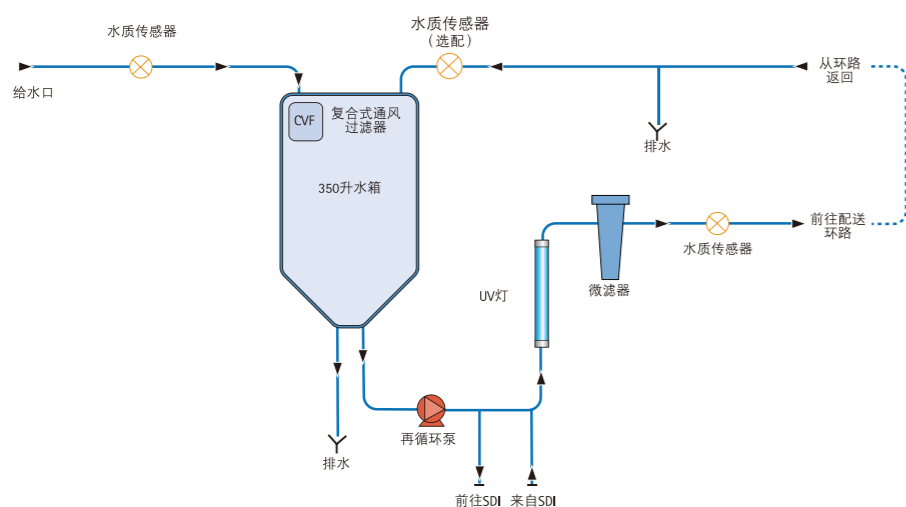 水质传感器
水质传感器
（选配）
给水口
从环路
返回
CVF
复合式通风
过滤器
排水
350升水箱
前往配送
环路
水质传感器
UV灯
微滤器
再循环泵
排水
前往SDI
来自SDI